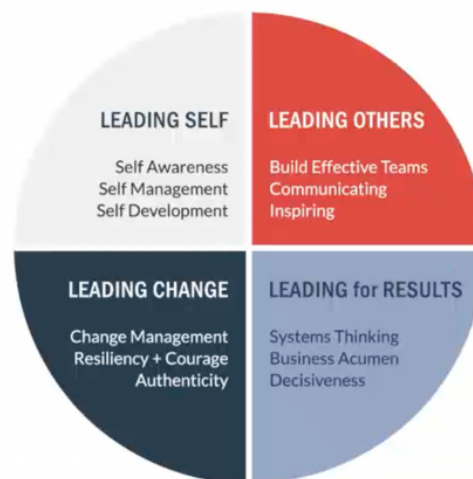 LEADING SELF
Self Awareness
Self Management
Self Development
LEADING OTHERS
Build Effective Teams
Communicating
Inspiring
LEADING CHANGE
Change Management
Resiliency + Courage
Authenticity
LEADING for RESULTS
Systems Thinking
Business Acumen
Decisiveness